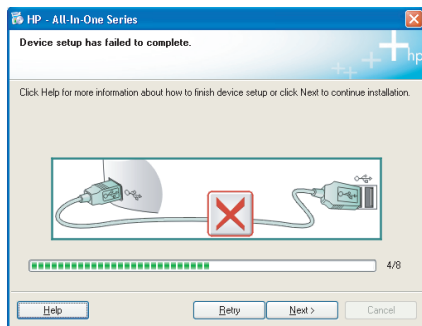 HP - All-In-One Series
Device setup has failed to complete.
hp
Click Help for more information about how to finish device setup or click Next to continue installation.
4/8
Help
Retry
Next >
Cancel